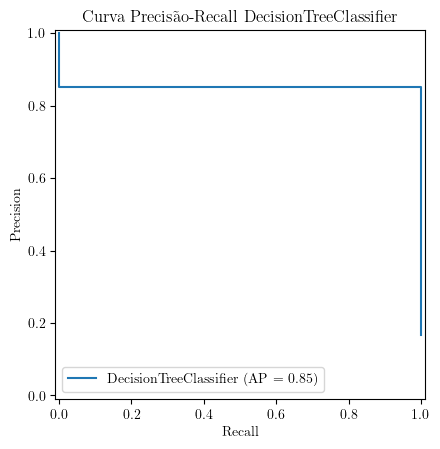 Curva Precisão-Recall DecisionTreeClassifier
1.0
0.8
0.6
0.4
0.2
0.0
Precision
DecisionTreeClassifier (AP = 0.85)
0.0 0.2 0.4 0.6 0.8 1.0
Recall